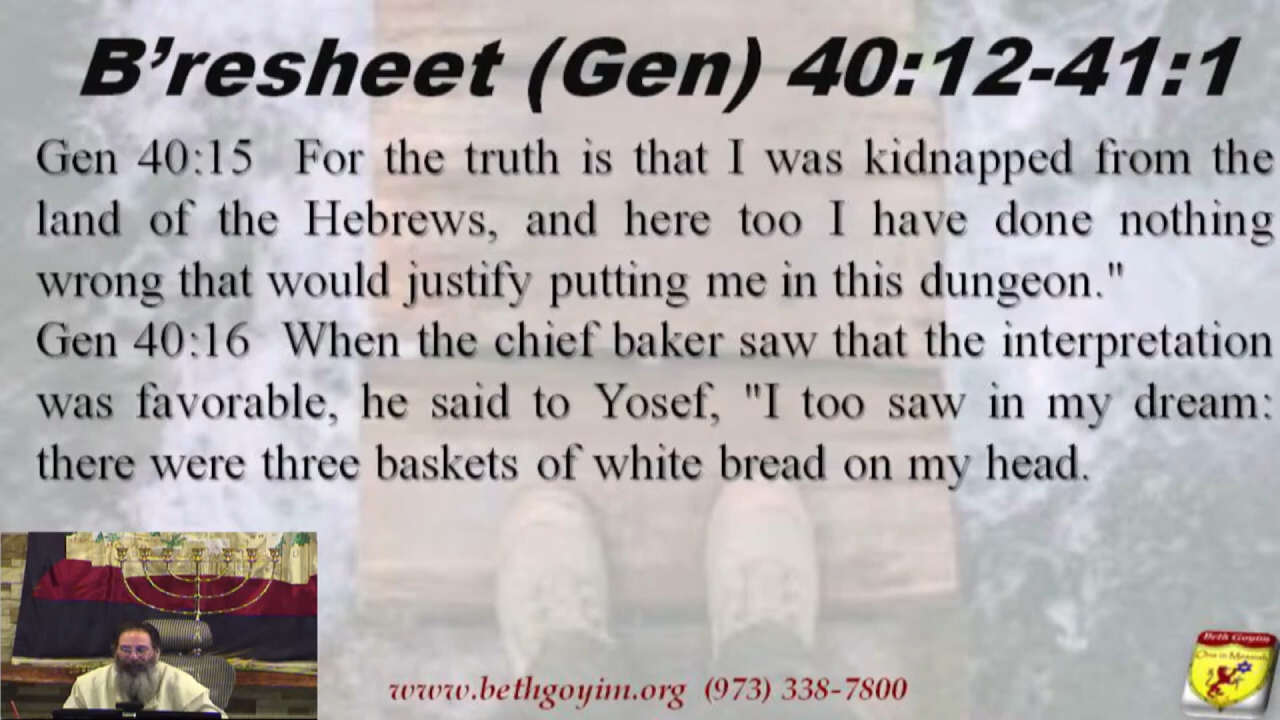 B’resheet (Gen) 40:12-41:1
Gen 40:15 For the truth is that I was kidnapped from the
land of the Hebrews, and here too I have done nothing
wrong that would justify putting me in this dungeon."
Gen 40:16 When the chief baker saw that the interpretation
was favorable, he said to Yosef, "I too saw in my dream:
there were three baskets of white bread on my head.
www.bethgoyim.org (973) 338-7800
Beth Goyim
One in Messiah